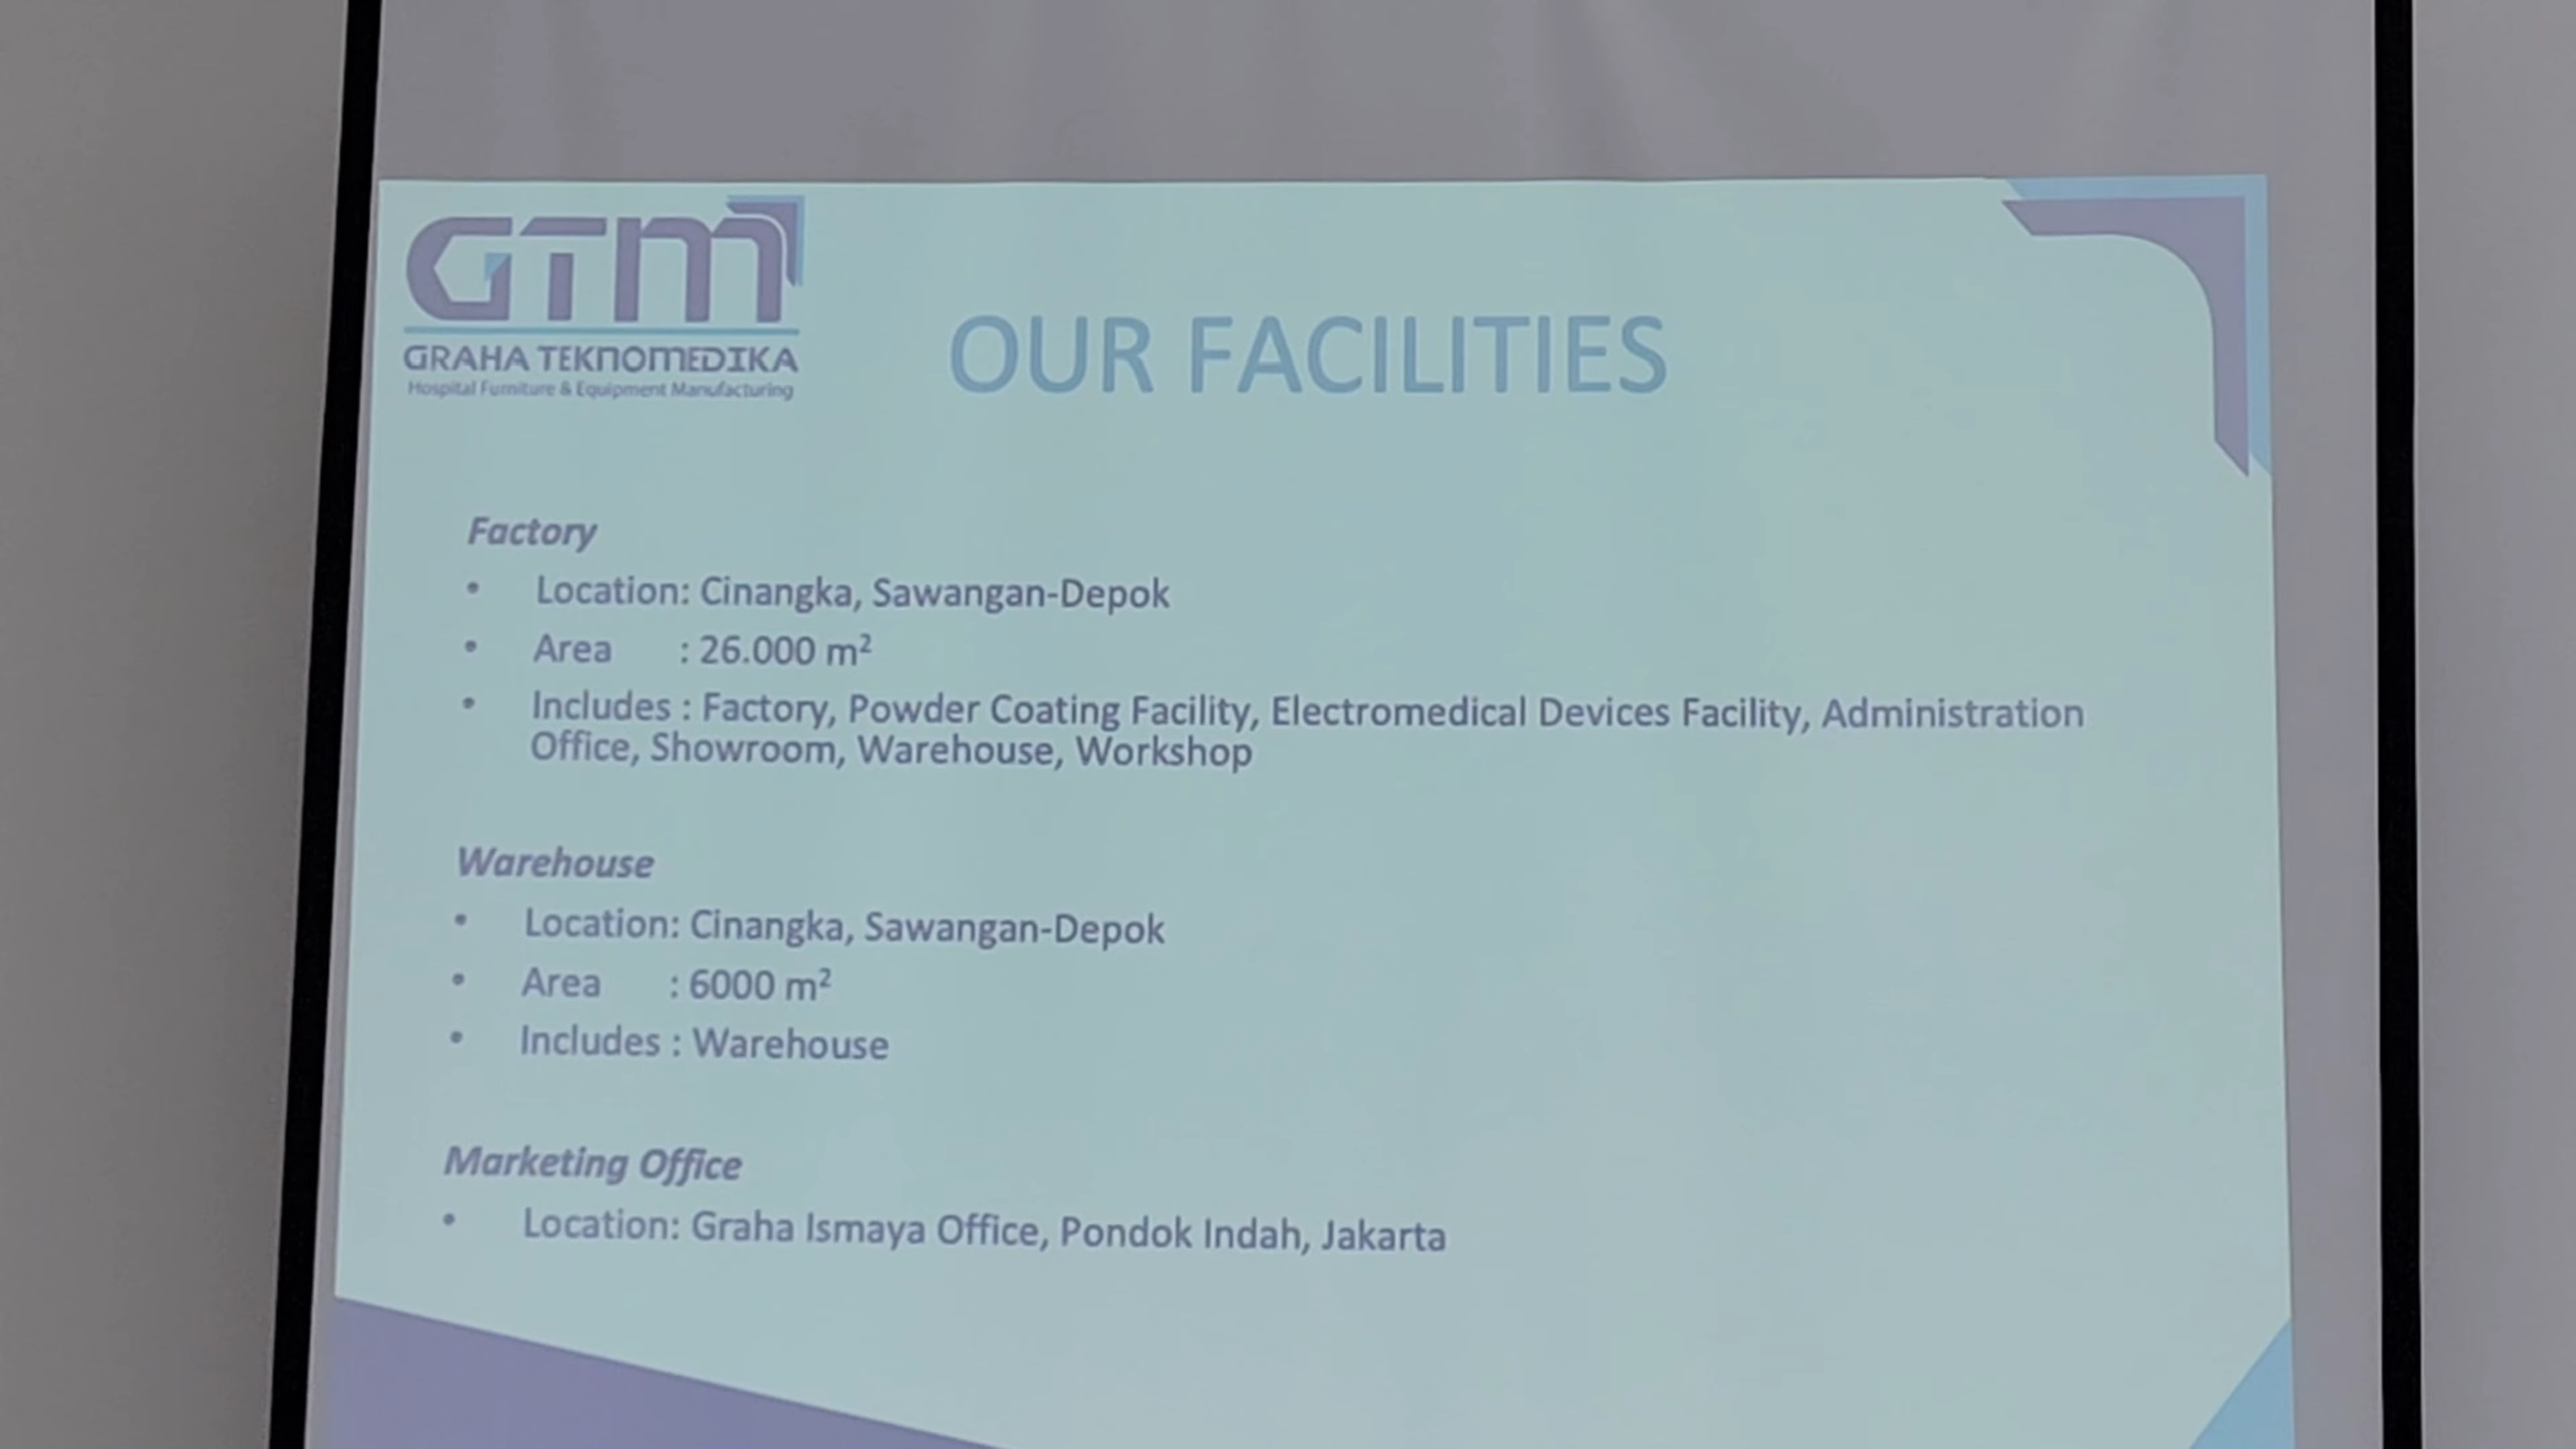 GTM
GRAHA TEKNOMEDIKA
Hospital Furniture & Equipment Manufacturing
OUR FACILITIES
Factory
• Location: Cinangka, Sawangan-Depok
• Area : 26.000 m²
• Includes : Factory, Powder Coating Facility, Electromedical Devices Facility, Administration
Office, Showroom, Warehouse, Workshop
Warehouse
• Location: Cinangka, Sawangan-Depok
• Area : 6000 m²
• Includes : Warehouse
Marketing Office
• Location: Graha Ismaya Office, Pondok Indah, Jakarta